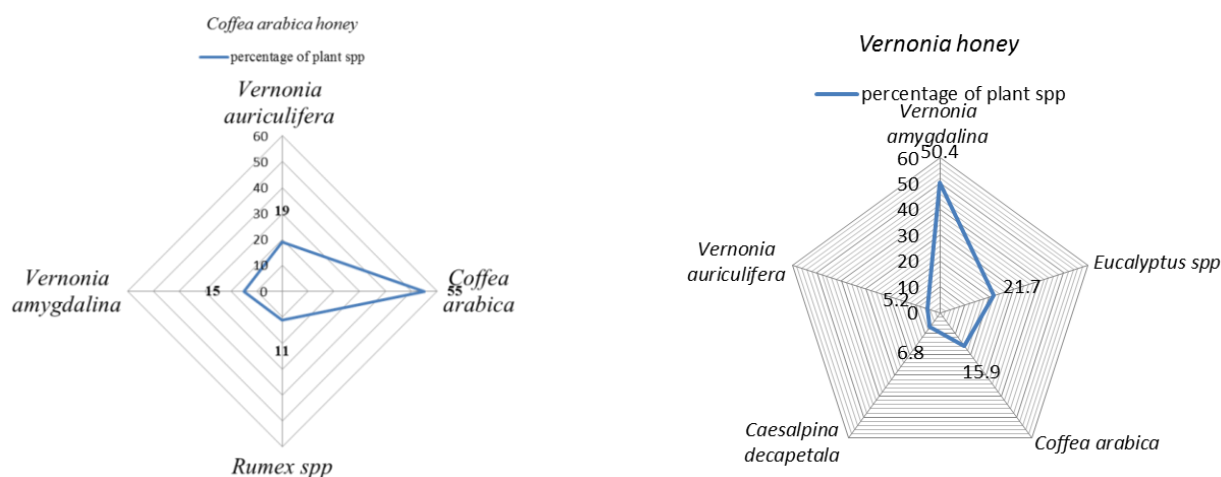 Coffea arabica honey
percentage of plant spp
Vernonia
auriculifera
60
50
40
30
19
20
10
0
15
55
11
Vernonia
amygdalina
Coffea
arabica
Rumex spp
Vernonia honey
percentage of plant spp
Vernonia
amygdalina
50.4
60
50
40
30
20
10
0
Vernonia
auriculifera
5.2
Eucalyptus spp
21.7
6.8
15.9
Caesalpina
decapetala
Coffea arabica